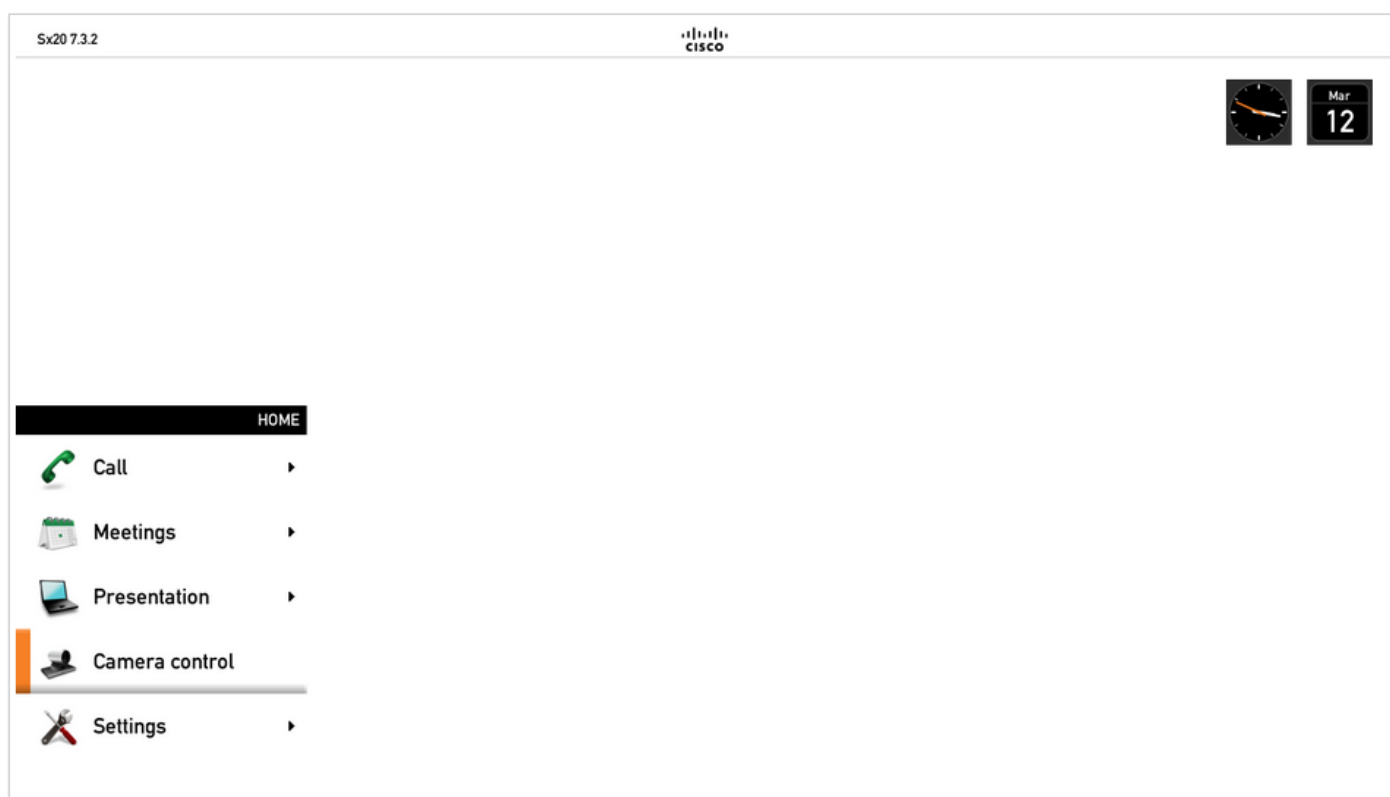 Sx20 7.3.2
CISCO
Mar
12
HOME
Call
Meetings
Presentation
Camera control
Settings